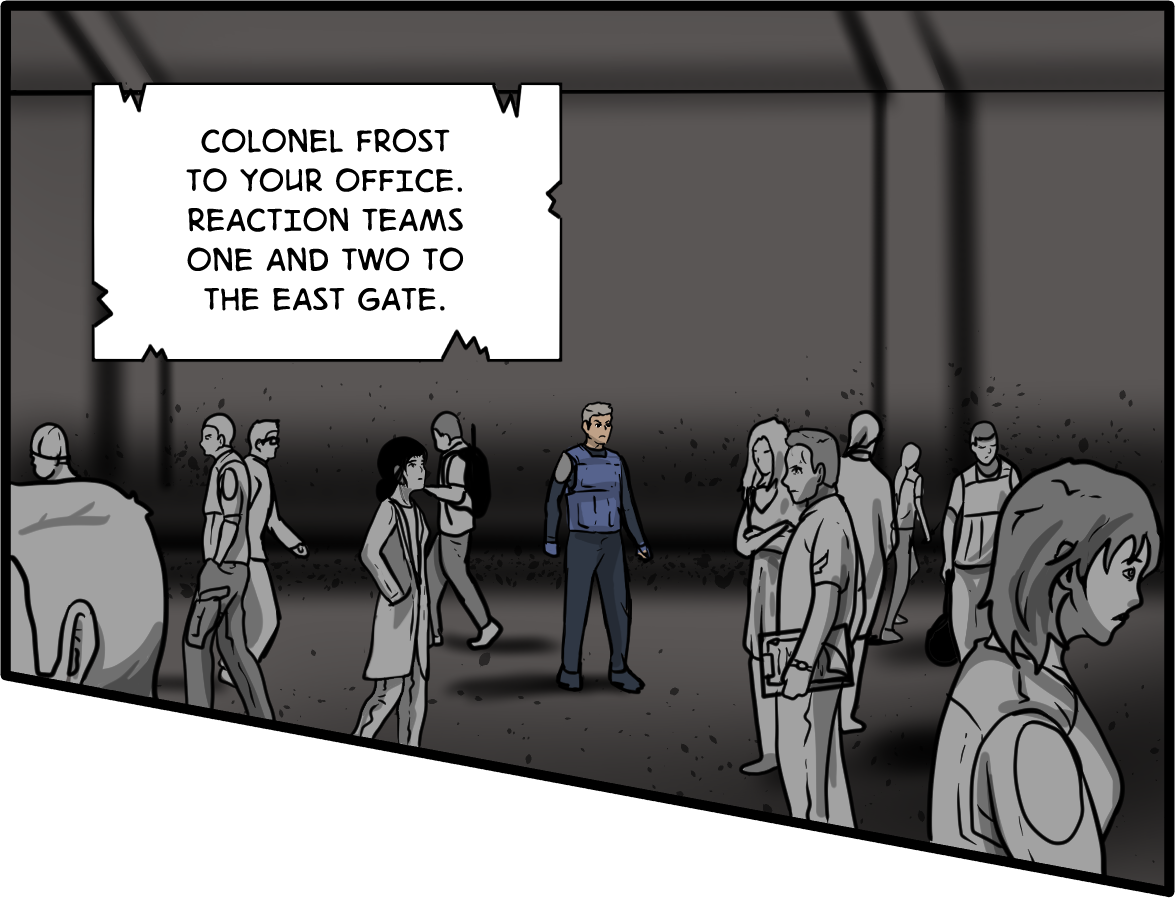 COLONEL FROST
TO YOUR OFFICE.
REACTION TEAMS
ONE AND TWO TO
THE EAST GATE.